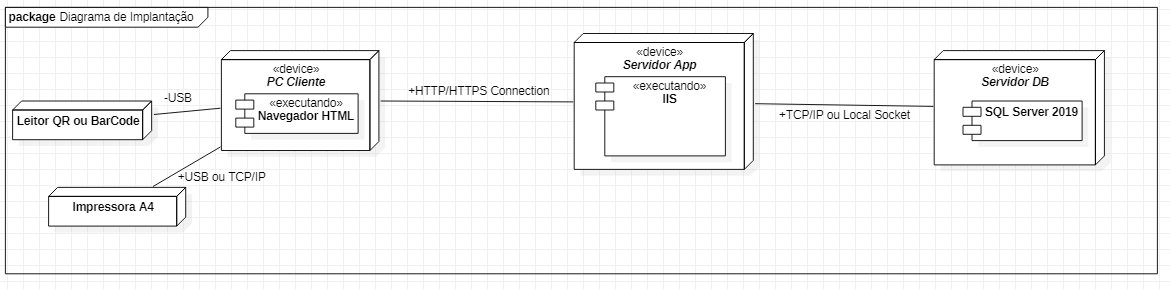 package Diagrama de Implantação
«device»
PC Cliente
«executando»
Navegador HTML
-USB
Leitor QR ou BarCode
+USB ou TCP/IP
Impressora A4
+HTTP/HTTPS Connection
«device»
Servidor App
«executando»
IIS
+TCP/IP ou Local Socket
«device»
Servidor DB
SQL Server 2019